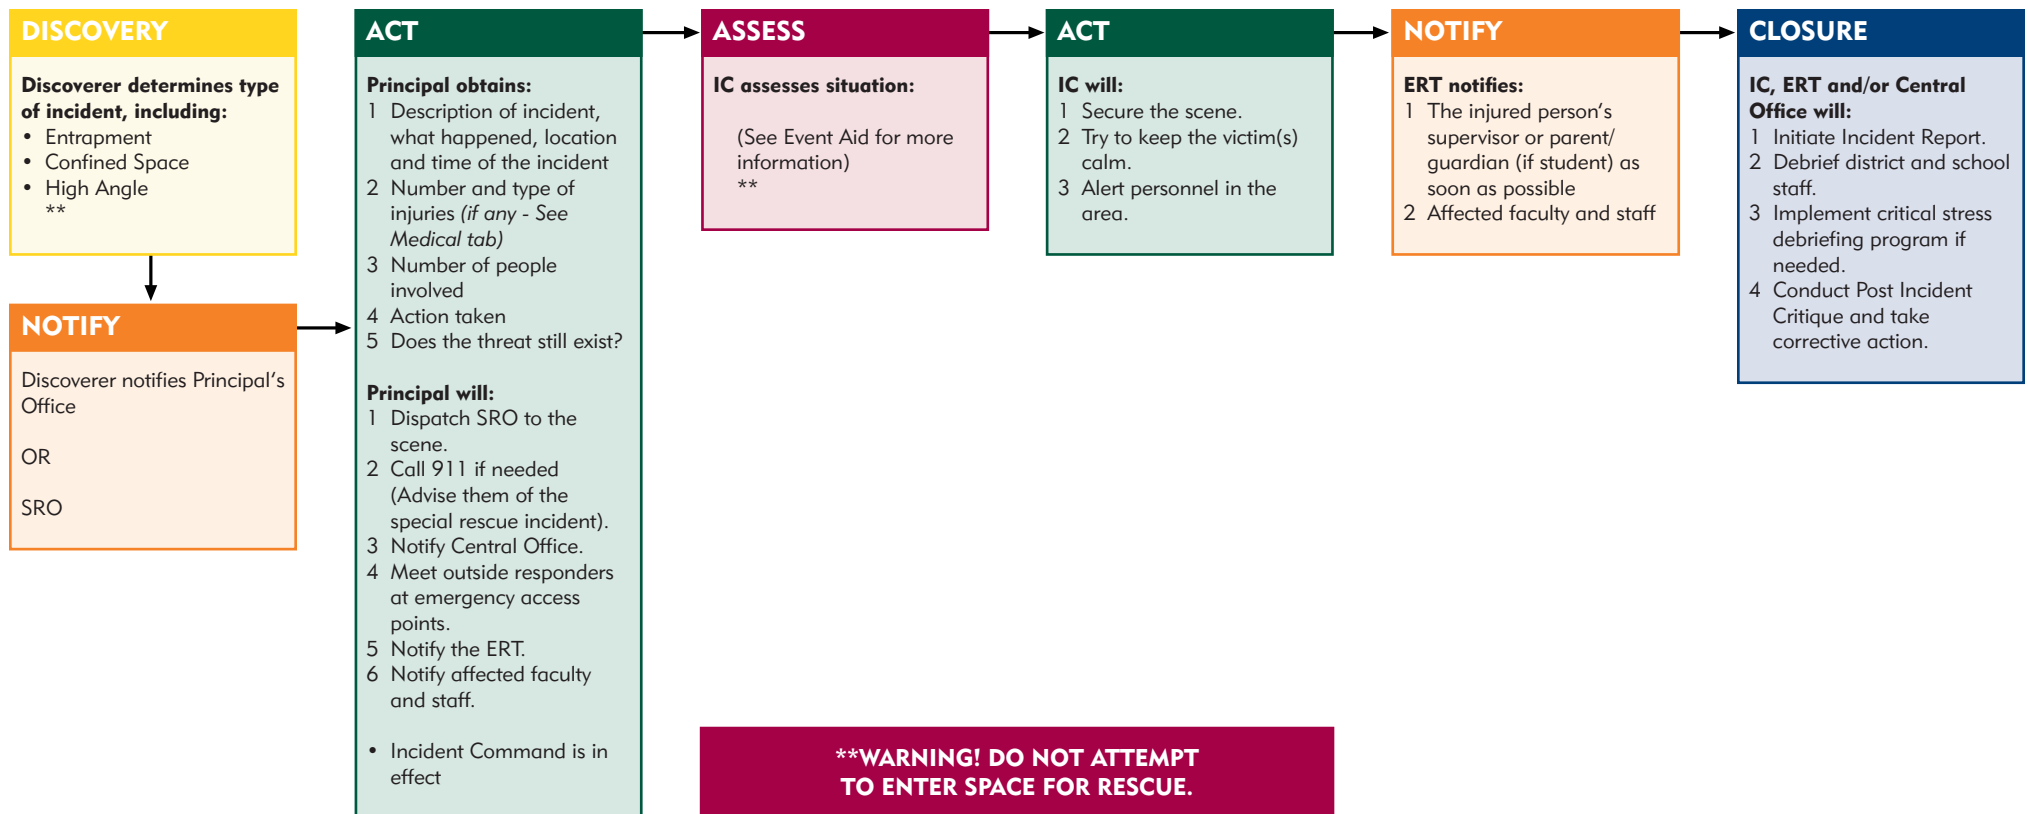 DISCOVERY
Discoverer determines type
of incident, including:
• Entrapment
• Confined Space
• High Angle
**
NOTIFY
Discoverer notifies Principal's
Office
OR
SRO
ACT
Principal obtains:
1 Description of incident,
what happened, location
and time of the incident
2 Number and type of
injuries (if any - See
Medical tab)
3 Number of people
involved
4 Action taken
5 Does the threat still exist?
Principal will:
1 Dispatch SRO to the
scene.
2 Call 911 if needed
(Advise them of the
special rescue incident).
3 Notify Central Office.
4 Meet outside responders
at emergency access
points.
5 Notify the ERT.
6 Notify affected faculty
and staff.
• Incident Command is in
effect
ASSESS
IC assesses situation:
(See Event Aid for more
information)
**
ACT
IC will:
1 Secure the scene.
2 Try to keep the victim(s)
calm.
3 Alert personnel in the
area.
NOTIFY
ERT notifies:
1 The injured person's
supervisor or parent/
guardian (if student) as
soon as possible
2 Affected faculty and staff
CLOSURE
IC, ERT and/or Central
Office will:
1 Initiate Incident Report.
2 Debrief district and school
staff.
3 Implement critical stress
debriefing program if
needed.
4 Conduct Post Incident
Critique and take
corrective action.
**WARNING! DO NOT ATTEMPT
TO ENTER SPACE FOR RESCUE.